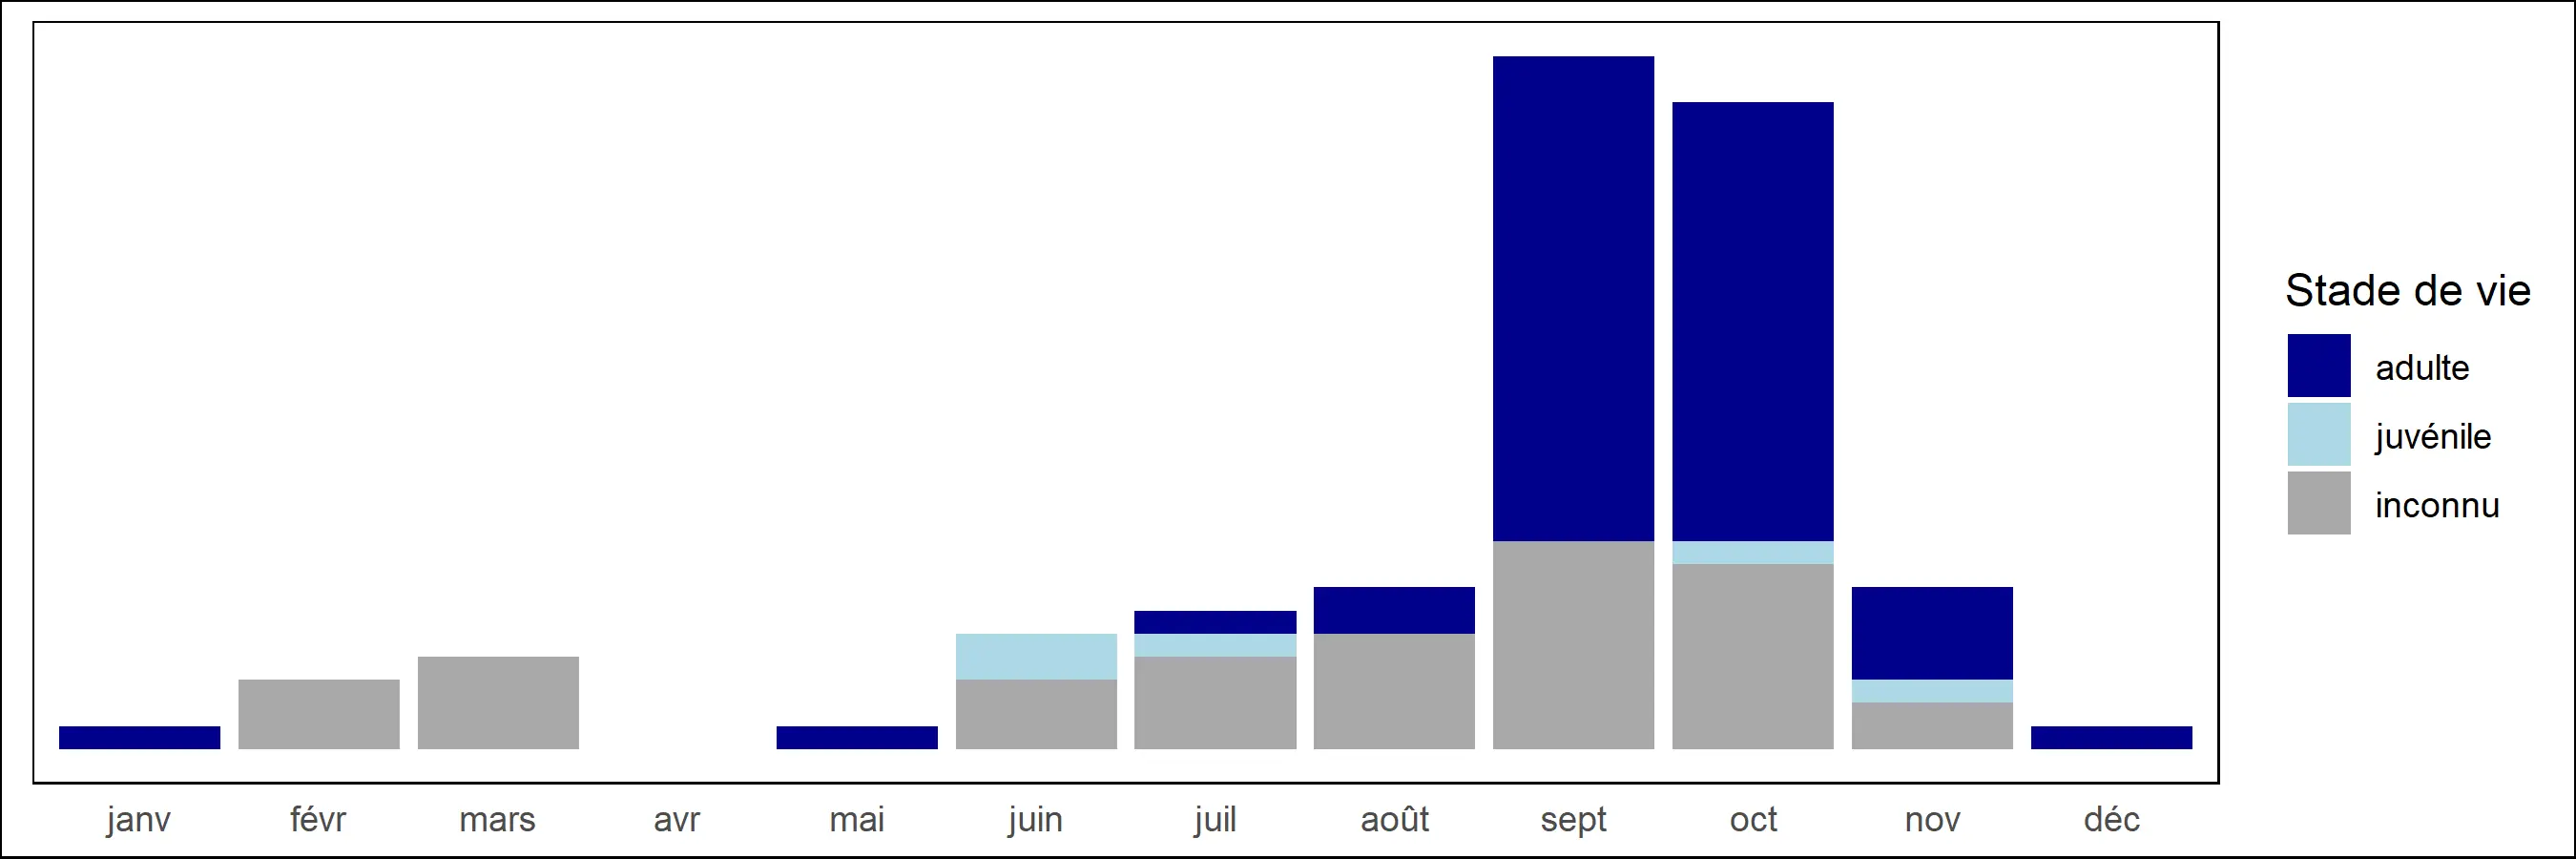 janv févr mars avr mai juin juil août sept oct nov déc
Stade de vie
adulte
juvénile
inconnu